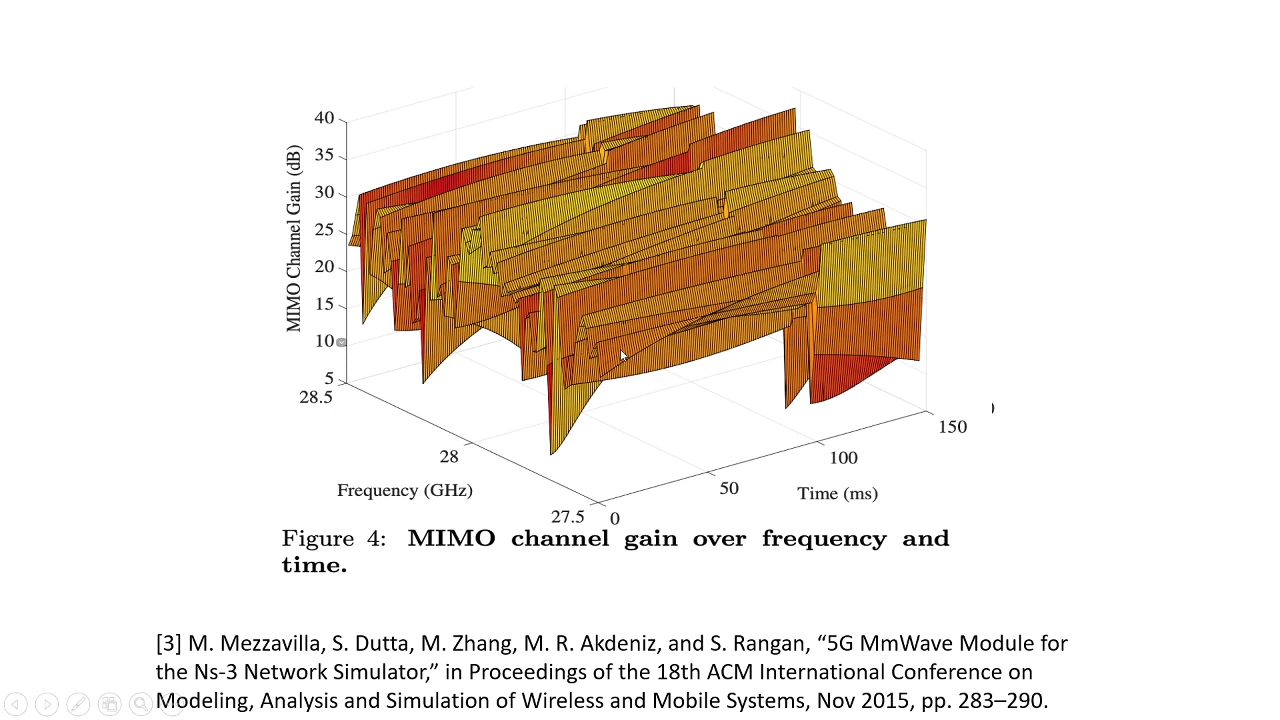 40
35
30
25
20
15
10
5
MIMO Channel Gain (dB)
28.5
28
27.5
Frequency (GHz)
0
50
100
150
Time (ms)
Figure 4: MIMO channel gain over frequency and
time.
[3] M. Mezzavilla, S. Dutta, M. Zhang, M. R. Akdeniz, and S. Rangan, “5G MmWave Module for
the Ns-3 Network Simulator,” in Proceedings of the 18th ACM International Conference on
Modeling, Analysis and Simulation of Wireless and Mobile Systems, Nov 2015, pp. 283–290.